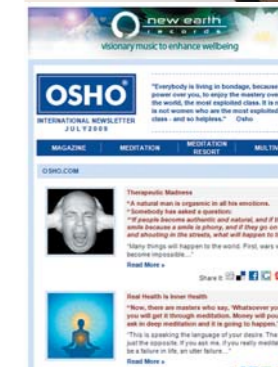 new earth
records
visionary music to enhance wellbeing
OSHO
INTERNATIONAL NEWSLETTER
JULY 2009
"Everybody is living in bondage, because
power over you, to enjoy the mastery ove
the world, the most exploited class. It is n
is not women who are the most exploited
class - and so helpless." Osho
MAGAZINE MEDITATION MEDITATION RESORT MULTIV
OSHO.COM
Therapeutic Madness
"A natural man is orgasmic in all his emotions.
"Somebody has asked a question:
""If people become authentic and natural, and if th
smile because a smile is phony, and if they go on
and shouting in the streets, what will happen to t
"Many things will happen to the world. First, wars w
become impossible..."
Read More »
Share it:
Real Health Is Inner Health
"Now, there are masters who say, 'Whatsoever you
you will get it through meditation. Money will pou
ask in deep meditation and it is going to happen.'
"This is speaking the language of your desire. The
just the opposite. If you ask me, if you really medita
be a failure in life, an utter failure..."
Read More »